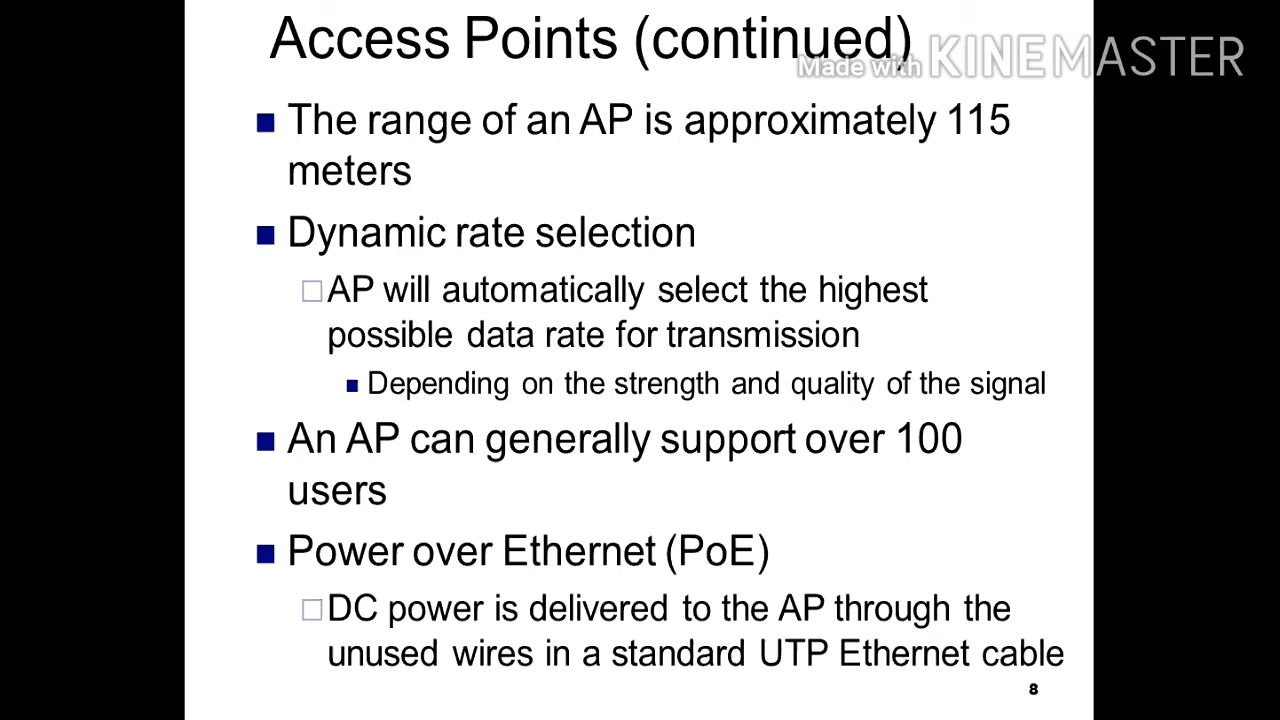 Access Points (continued)
Made with KINEMASTER
The range of an AP is approximately 115
meters
Dynamic rate selection
AP will automatically select the highest
possible data rate for transmission
Depending on the strength and quality of the signal
An AP can generally support over 100
users
Power over Ethernet (PoE)
DC power is delivered to the AP through the
unused wires in a standard UTP Ethernet cable
8